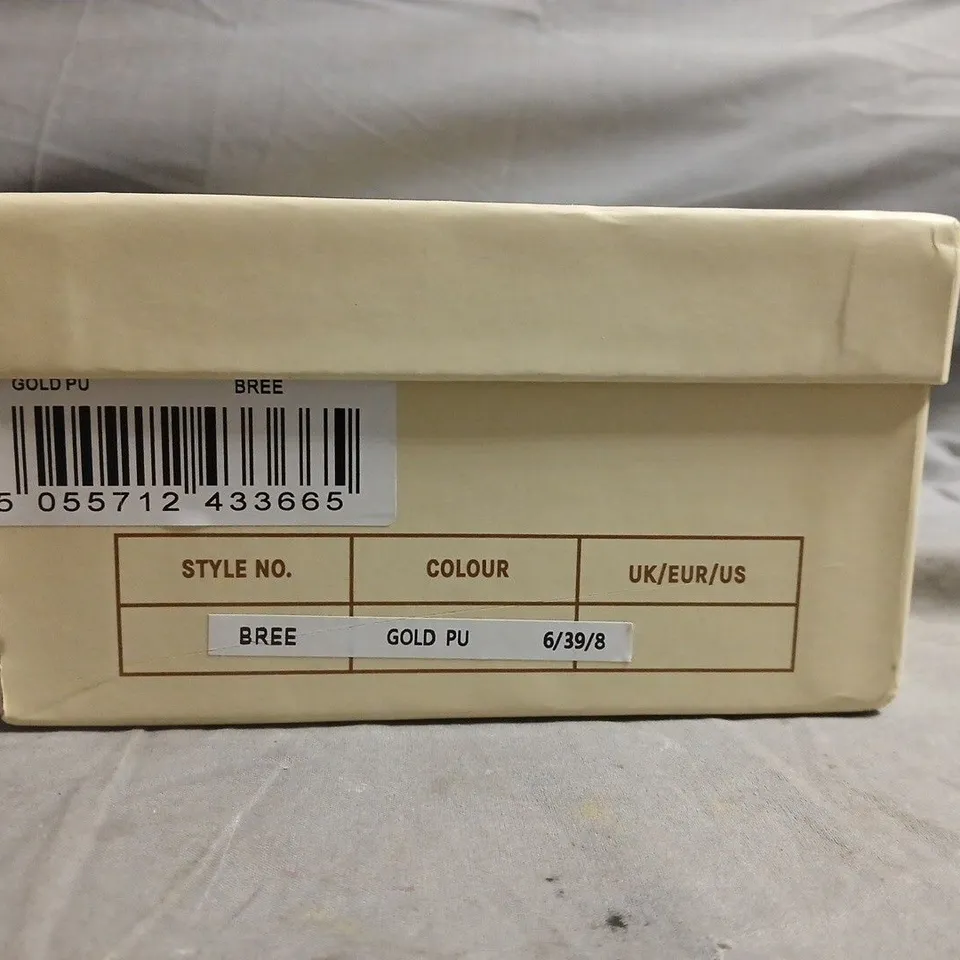 GOLD PU BREE
5 055712 433665
STYLE NO. COLOUR UK/EUR/US
BREE GOLD PU 6/39/8